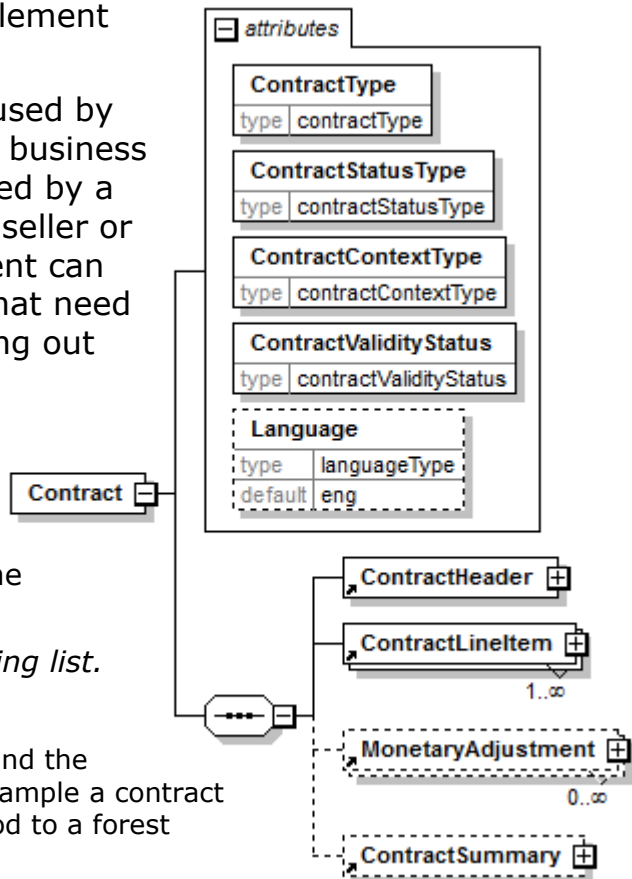 lement
used by
business
ed by a
seller or
ent can
hat need
ng out
ne
ing list.
nd the
ample a contract
od to a forest
attributes
ContractType
type contractType
ContractStatusType
type contractStatusType
ContractContextType
type contractContextType
ContractValidityStatus
type contractValidityStatus
Language
type languageType
default eng
Contract
ContractHeader
ContractLineItem
1..∞
MonetaryAdjustment
0..∞
ContractSummary